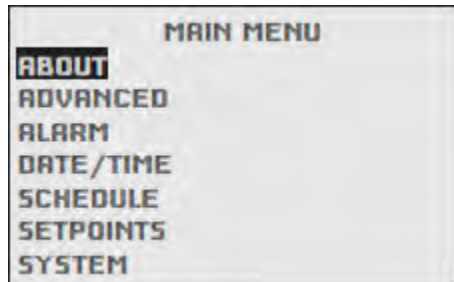 MAIN MENU
ABOUT
ADVANCED
ALARM
DATE/TIME
SCHEDULE
SETPOINTS
SYSTEM